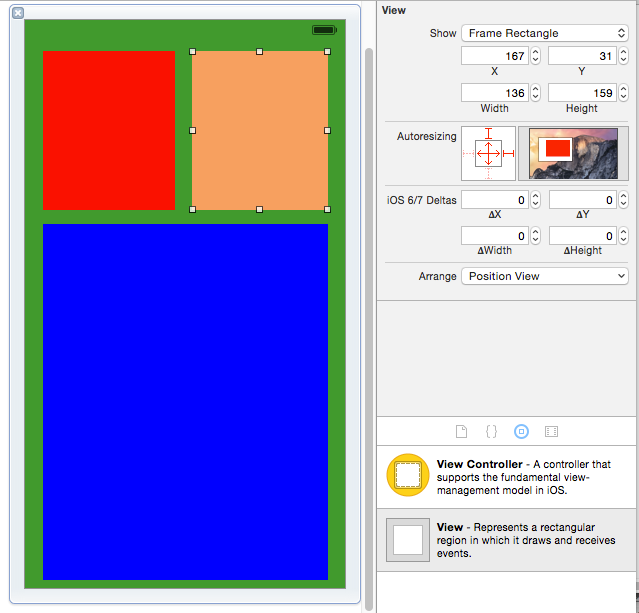 View
Show Frame Rectangle
167 31
X Y
136 159
Width Height
Autoresizing
iOS 6/7 Deltas 0 0
ΔX ΔY
0 0
ΔWidth ΔHeight
Arrange Position View
{}
View Controller - A controller that
supports the fundamental view-
management model in iOS.
View - Represents a rectangular
region in which it draws and receives
events.